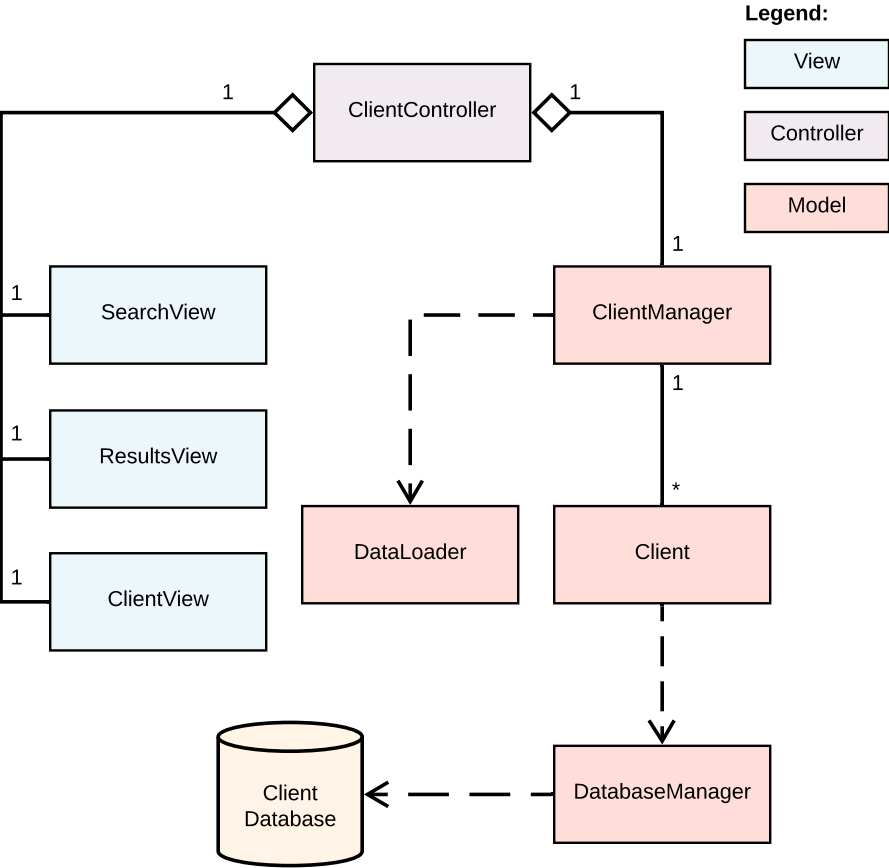 Legend:
View
1
ClientController
1
Controller
Model
1
1
SearchView
ClientManager
1
1
ResultsView
*
DataLoader
Client
1
ClientView
Client
Database
DatabaseManager